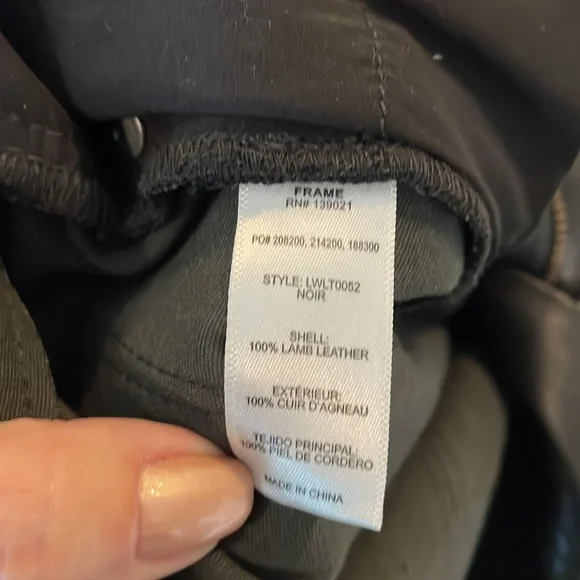 FRAME
RN# 139021
PO# 206200, 214200, 188300
STYLE: LWLT0052
NOIR
SHELL:
100% LAMB LEATHER
EXTÉRIEUR:
100% CUIR D'AGNEAU
TEJIDO PRINCIPAL:
100% PIEL DE CORDERO
MADE IN CHINA